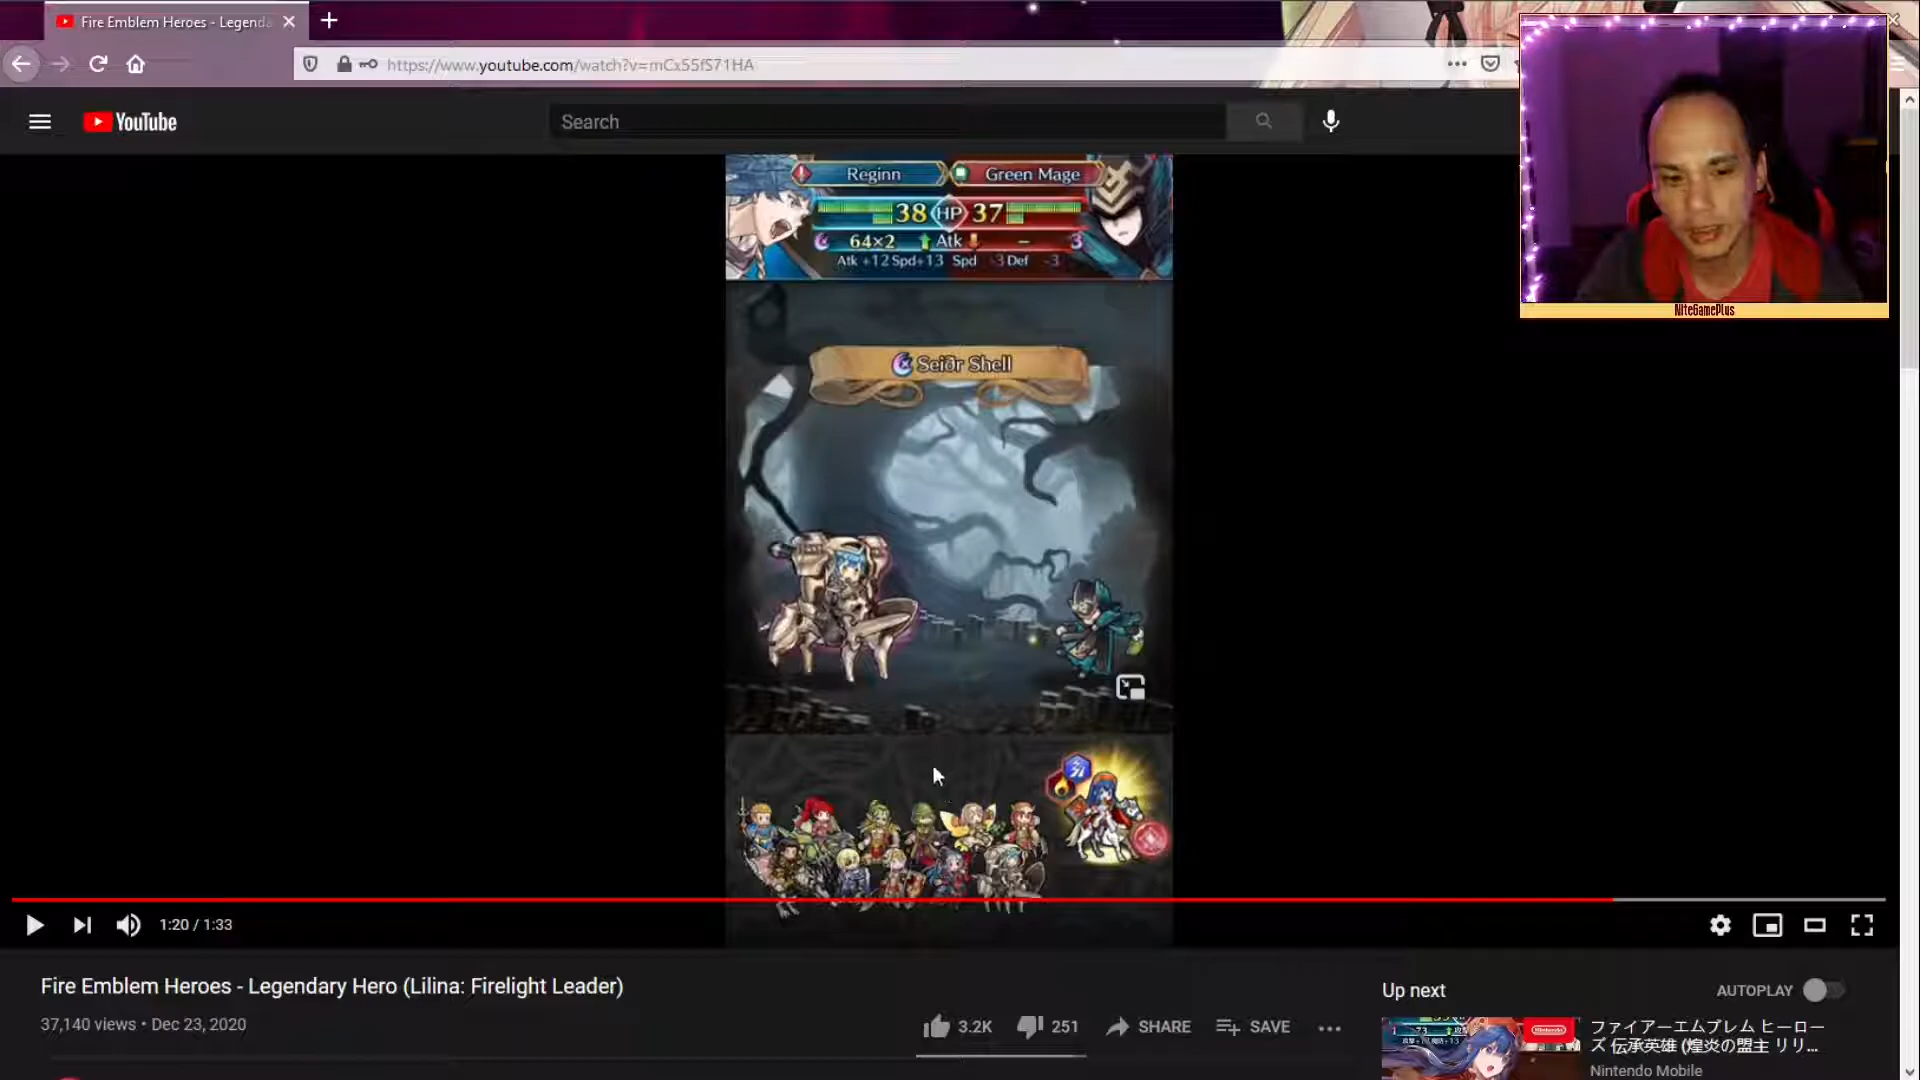 Fire Emblem Heroes - Legenda
https://www.youtube.com/watch?v=mCx55fS71HA
YouTube
Search
NiteGamePlus
Reginn
Green Mage
38 HP 37
64×2 Atk – 3
Atk +12 Spd+13 Spd -3 Def -3
Seiðr Shell
1:20 / 1:33
Fire Emblem Heroes - Legendary Hero (Lilina: Firelight Leader)
37,140 views • Dec 23, 2020
3.2K
251
SHARE
SAVE
Up next
AUTOPLAY
ファイアーエムブレム ヒーロー
ズ 伝承英雄 (煌炎の盟主 リリ...
Nintendo Mobile